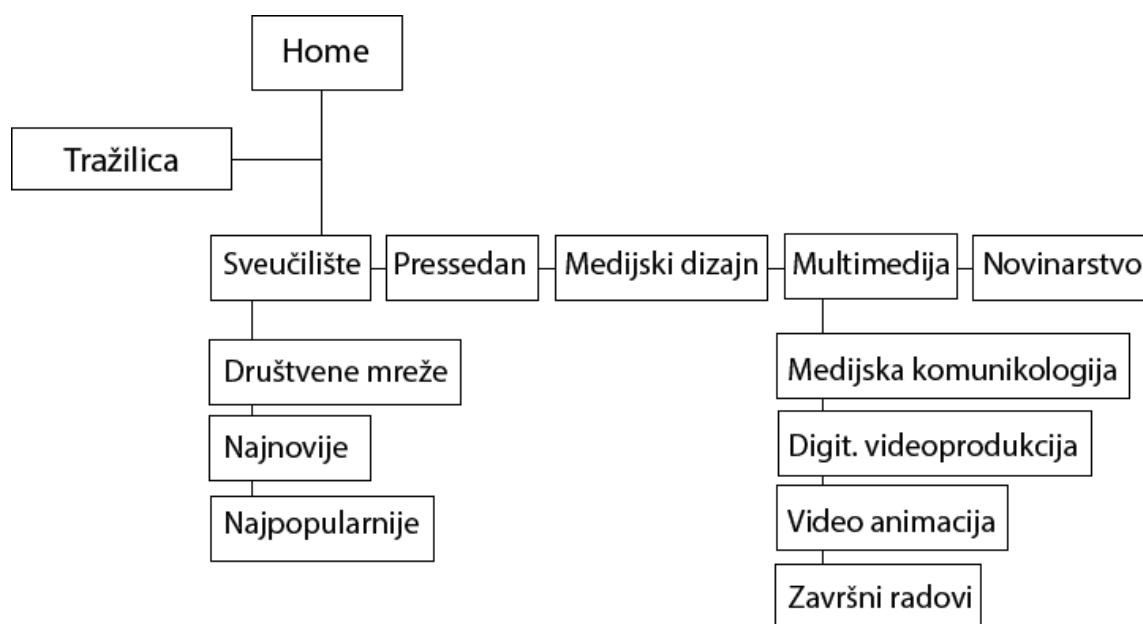 Home
Tražilica
Sveučilište
Pressedan
Medijski dizajn
Multimedija
Novinarstvo
Društvene mreže
Najnovije
Najpopularnije
Medijska komunikologija
Digit. videoprodukcija
Video animacija
Završni radovi